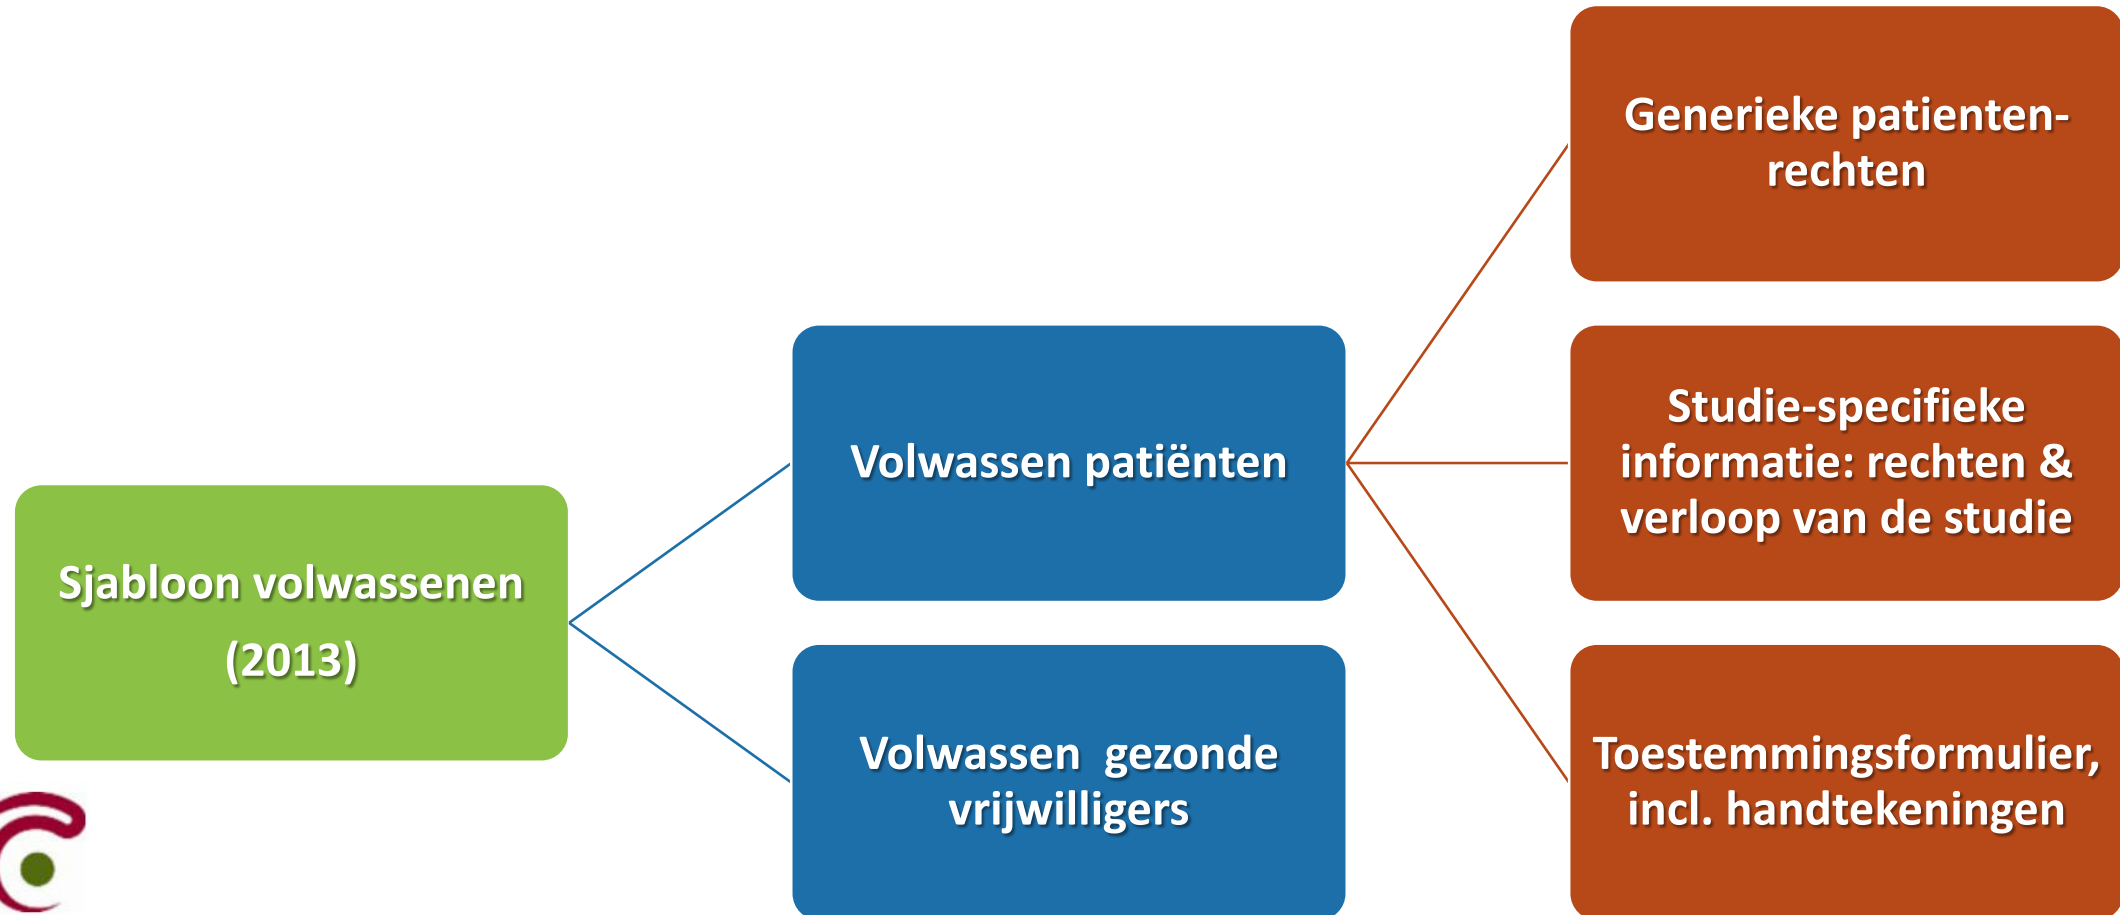 Sjabloon volwassenen
(2013)
Volwassen patiënten
Volwassen  gezonde
vrijwilligers
Generieke patienten-
rechten
Studie-specifieke
informatie: rechten &
verloop van de studie
Toestemmingsformulier,
incl. handtekeningen